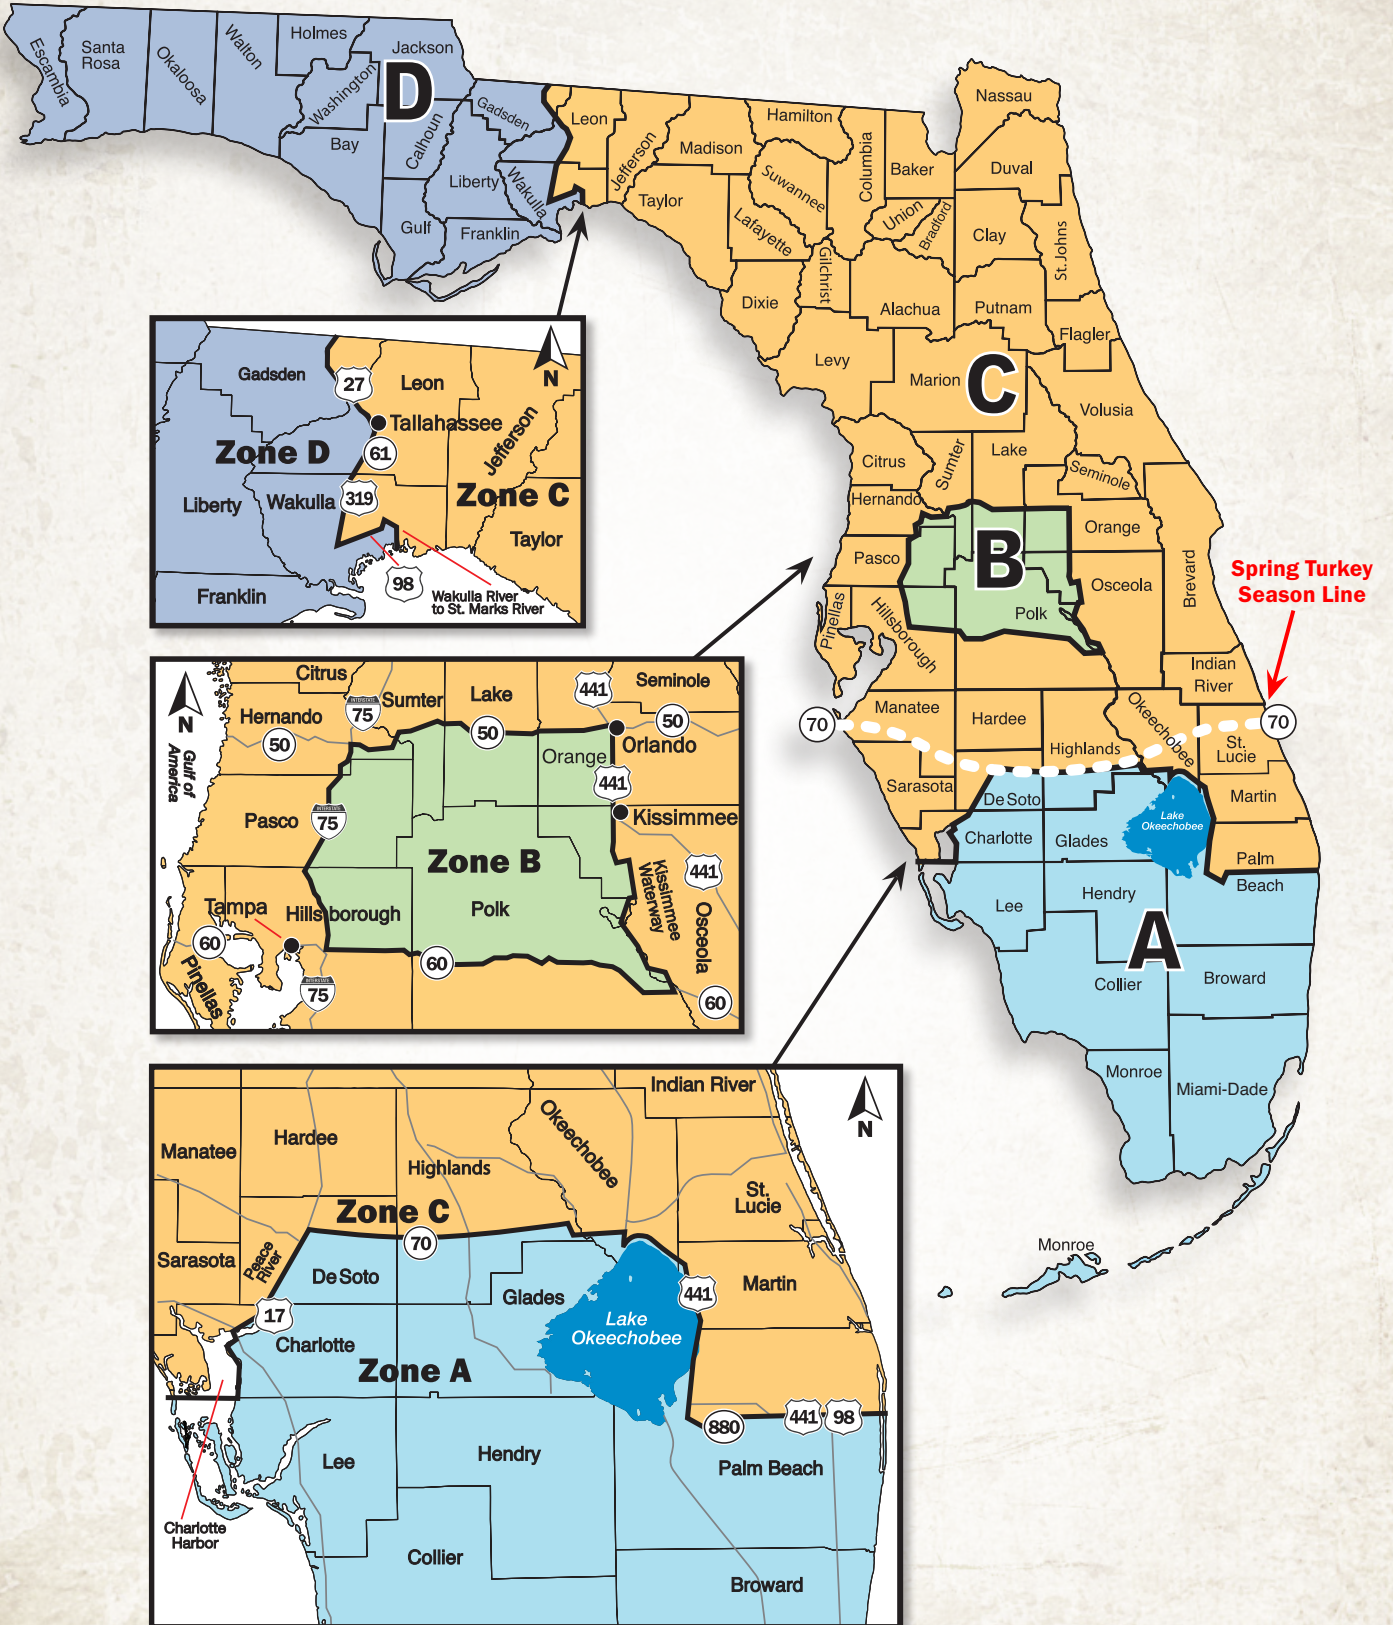 Escambia
Santa
Rosa
Okaloosa
Walton
Holmes
Washington
Jackson
D
Bay
Calhoun
Gadsden
Liberty
Wakulla
Gulf
Franklin
Leon
Jefferson
Madison
Hamilton
Taylor
Suwannee
Lafayette
Columbia
Baker
Nassau
Duval
Union
Bradford
Clay
St. Johns
Gilchrist
Dixie
Alachua
Putnam
Flagler
Levy
Marion
C
Volusia
Citrus
Sumter
Lake
Seminole
Hernando
Orange
Pasco
B
Osceola
Brevard
Polk
Pinellas
Hillsborough
Spring Turkey
Season Line
Indian
River
Manatee
Hardee
Okeechobee
70
70
Highlands
St.
Lucie
Sarasota
De Soto
Martin
Lake
Okeechobee
Charlotte
Glades
Palm
Beach
Hendry
Lee
A
Collier
Broward
Monroe
Miami-Dade
Monroe
N
Gadsden
27
Leon
Tallahassee
Jefferson
Zone D
61
Liberty
Wakulla
319
Zone C
Taylor
98
Wakulla River
to St. Marks River
Franklin
Citrus
N
Hernando
50
75
Sumter
Lake
441
Seminole
50
50
Orlando
Gulf of
America
Orange
441
Pasco
75
Kissimmee
Zone B
441
Kissimmee
Waterway
Tampa
Hillsborough
Polk
Osceola
60
60
Pinellas
75
60
Indian River
N
Manatee
Hardee
Okeechobee
Highlands
St.
Lucie
Zone C
70
Sarasota
Peace
River
De Soto
Martin
Glades
441
17
Lake
Okeechobee
Charlotte
Zone A
880
441
98
Lee
Hendry
Palm Beach
Charlotte
Harbor
Collier
Broward